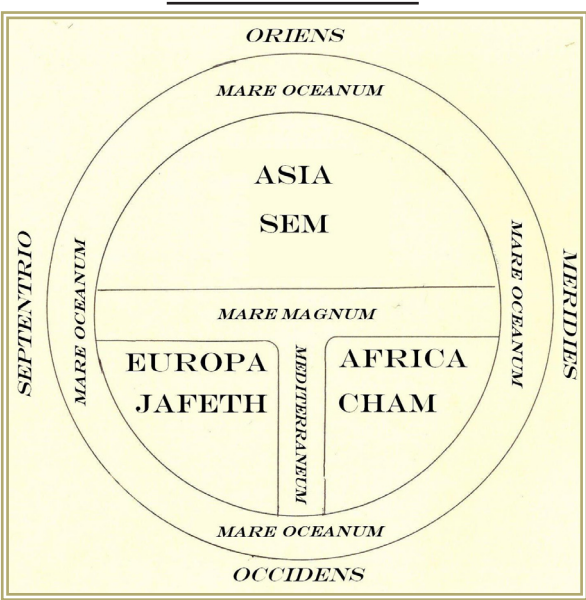 ORIENS
MARE OCEANUM
ASIA
SEM
SEPTENTRIO
MARE OCEANUM
MARE OCEANUM
MERIDIES
MARE MAGNUM
EUROPA
JAFETH
MEDITERRANEUM
AFRICA
CHAM
MARE OCEANUM
OCCIDENS